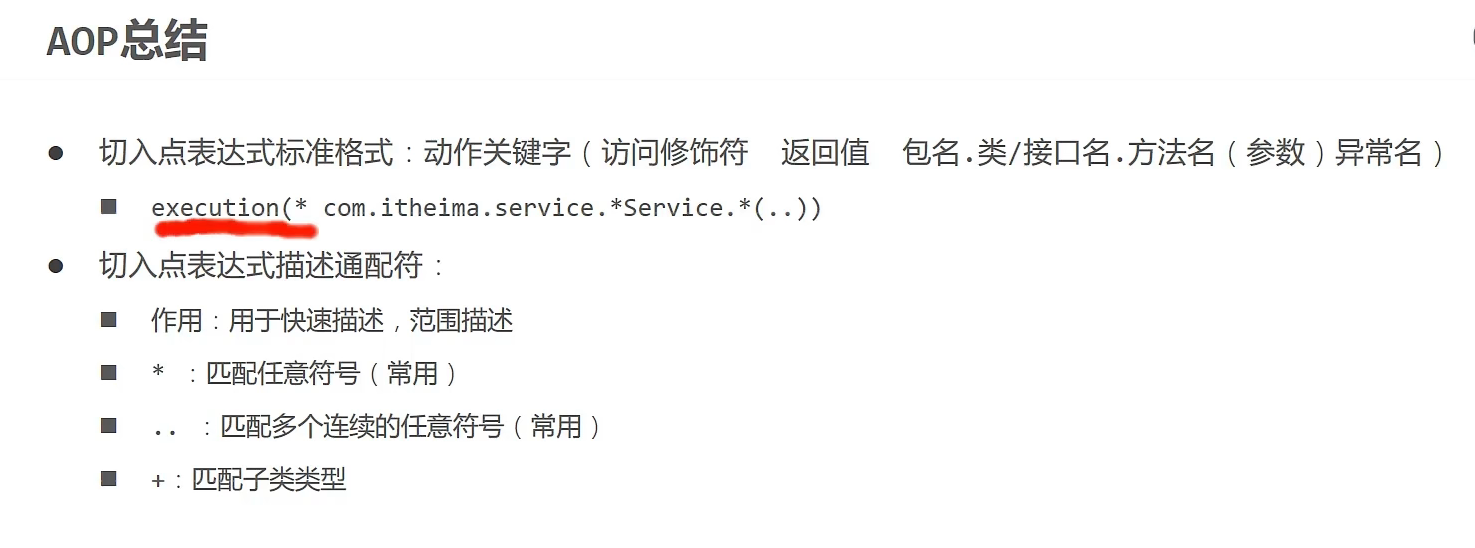 AOP总结
● 切入点表达式标准格式：动作关键字（访问修饰符　返回值　包名.类/接口名.方法名（参数）异常名）
■ execution(* com.itheima.service.*Service.*(..))
● 切入点表达式描述通配符：
■ 作用：用于快速描述，范围描述
■ * ：匹配任意符号（常用）
■ .. ：匹配多个连续的任意符号（常用）
■ +：匹配子类类型